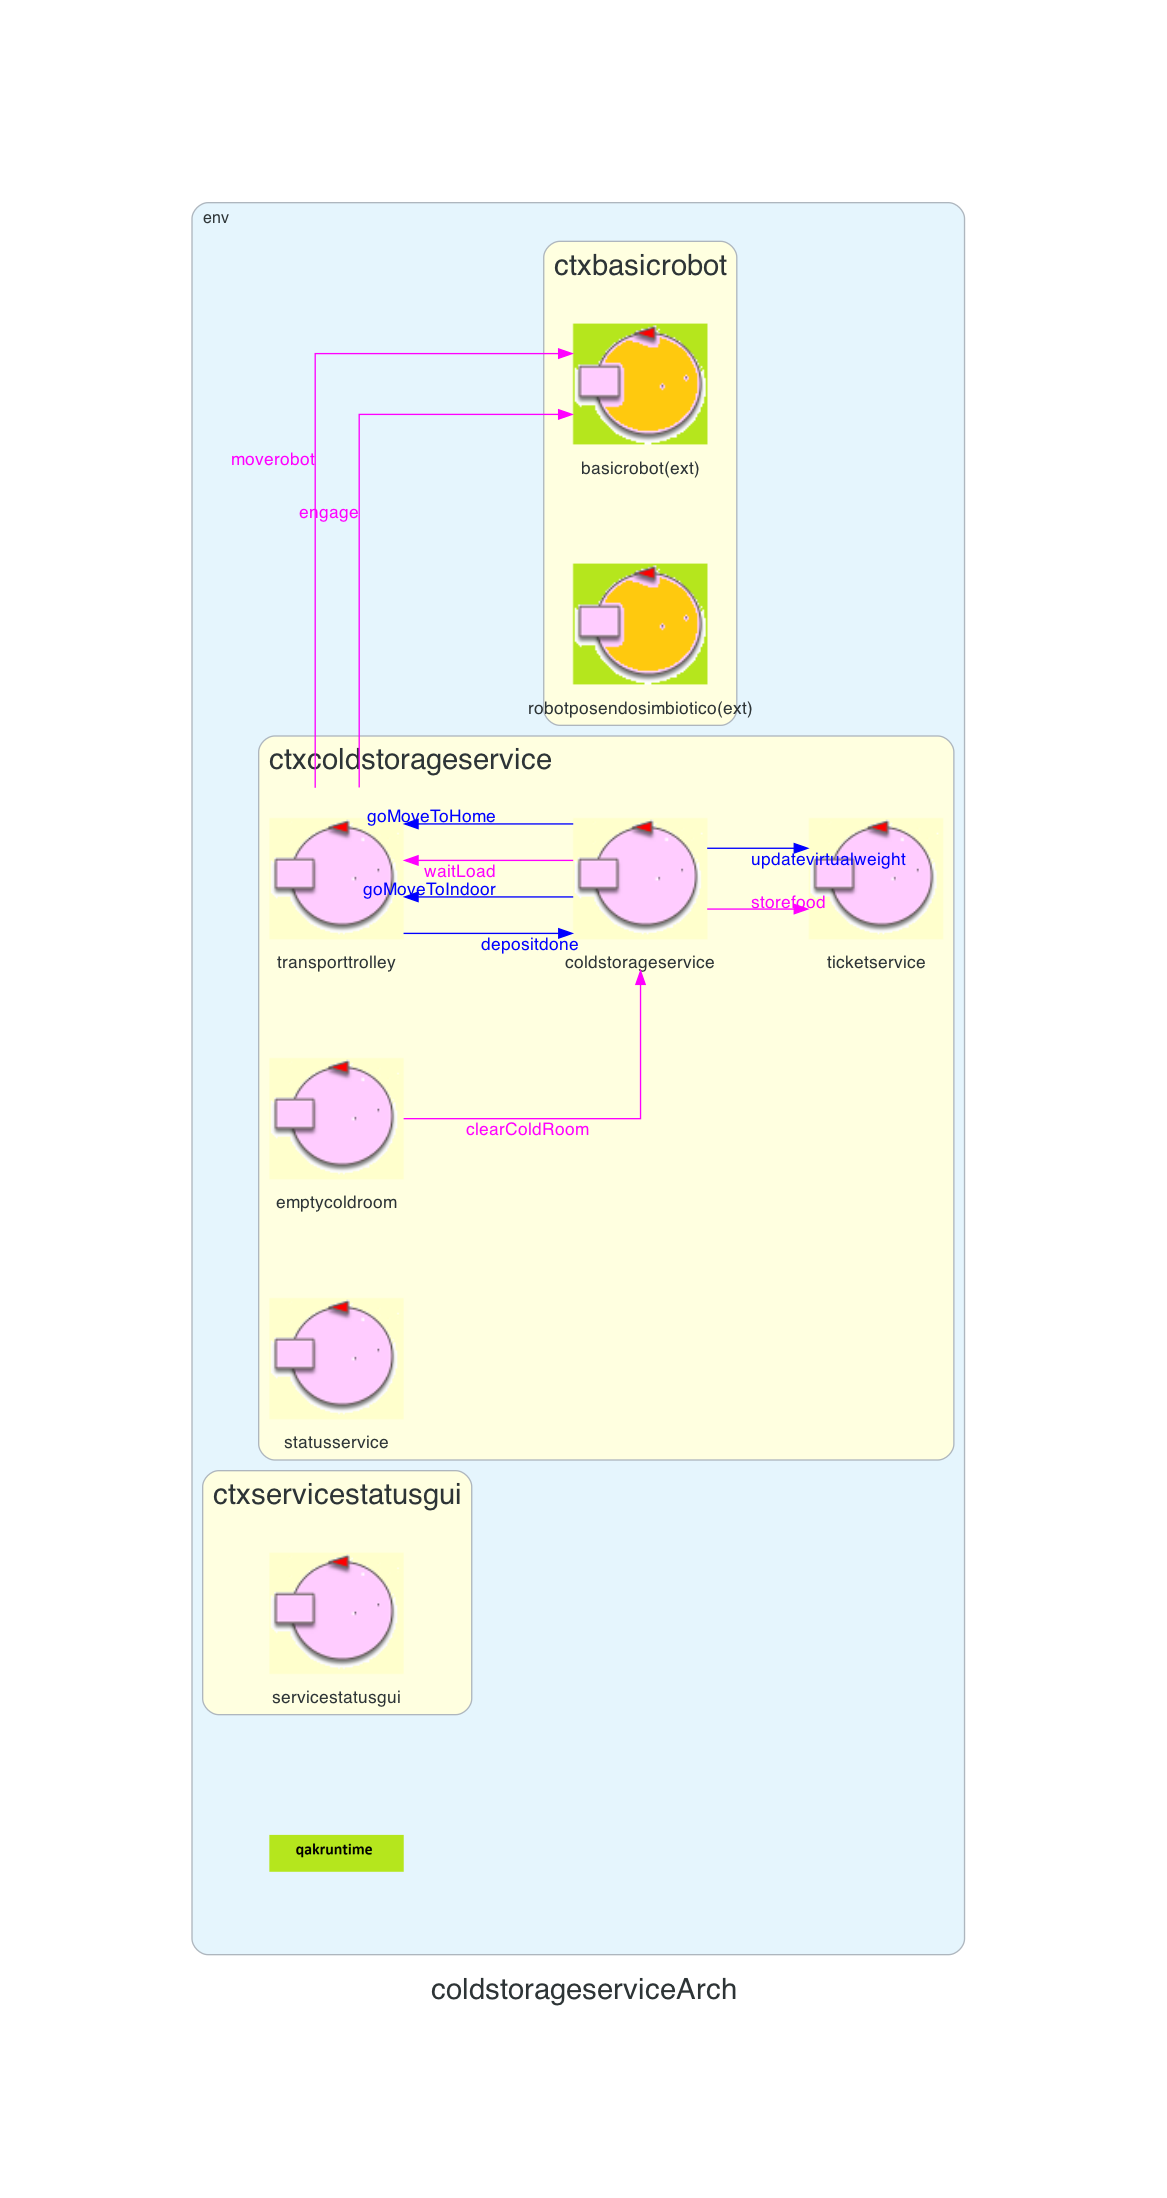 env
ctxbasicrobot
moverobot
engage
basicrobot(ext)
robotposendosimbiotico(ext)
ctxcoldstorageservice
goMoveToHome
waitLoad
goMoveToIndoor
depositdone
updatevirtualweight
storefood
transporttrolley
coldstorageservice
ticketservice
clearColdRoom
emptycoldroom
statusservice
ctxservicestatusgui
servicestatusgui
qakruntime
coldstorageserviceArch